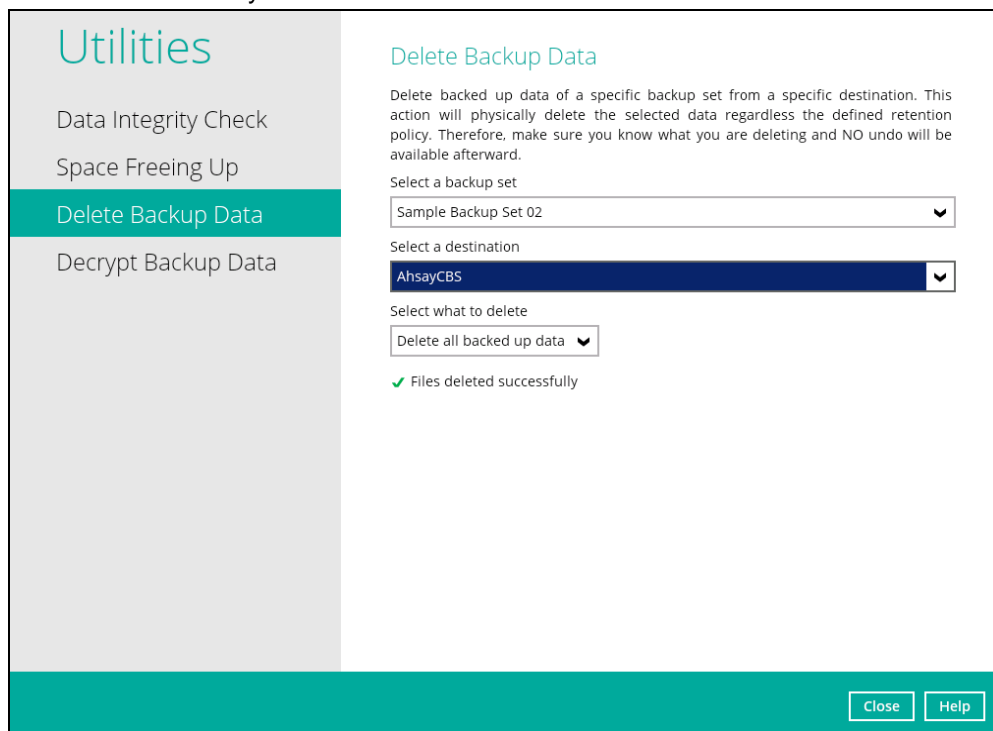 Utilities
Data Integrity Check
Space Freeing Up
Delete Backup Data
Decrypt Backup Data
Delete Backup Data
Delete backed up data of a specific backup set from a specific destination. This
action will physically delete the selected data regardless the defined retention
policy. Therefore, make sure you know what you are deleting and NO undo will be
available afterward.
Select a backup set
Sample Backup Set 02
Select a destination
AhsayCBS
Select what to delete
Delete all backed up data
Files deleted successfully
Close
Help